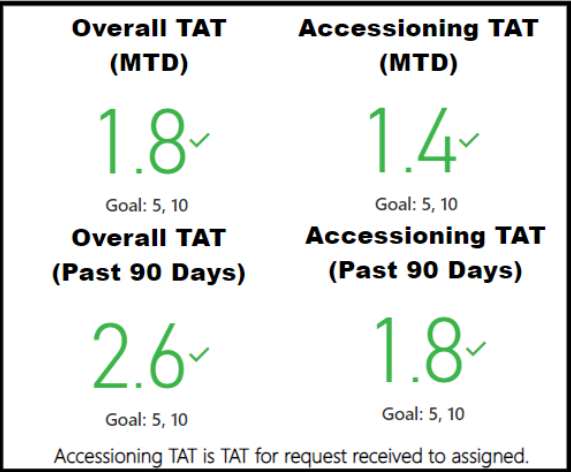 Overall TAT
(MTD)
1.8
Goal: 5, 10
Accessioning TAT
(MTD)
1.4
Goal: 5, 10
Overall TAT
(Past 90 Days)
2.6
Goal: 5, 10
Accessioning TAT
(Past 90 Days)
1.8
Goal: 5, 10
Accessioning TAT is TAT for request received to assigned.